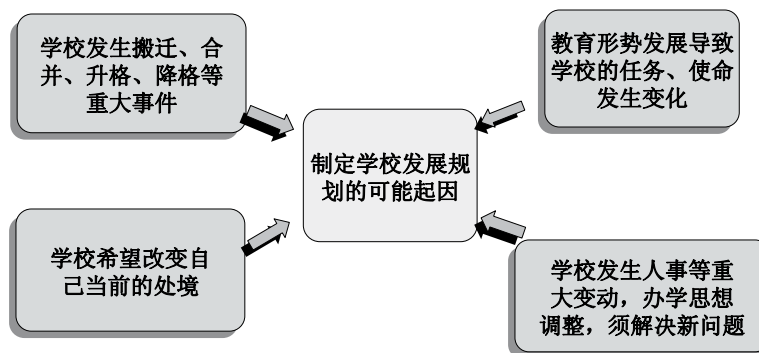 学校发生搬迁、合
并、升格、降格等
重大事件
教育形势发展导致
学校的任务、使命
发生变化
制定学校发展规
划的可能起因
学校希望改变自
己当前的处境
学校发生人事等重
大变动，办学思想
调整，须解决新问题